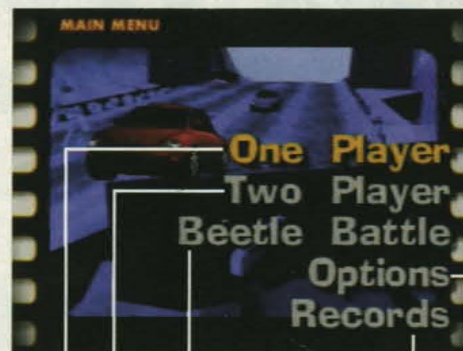 MAIN MENU
One Player
Two Player
Beetle Battle
Options
Records